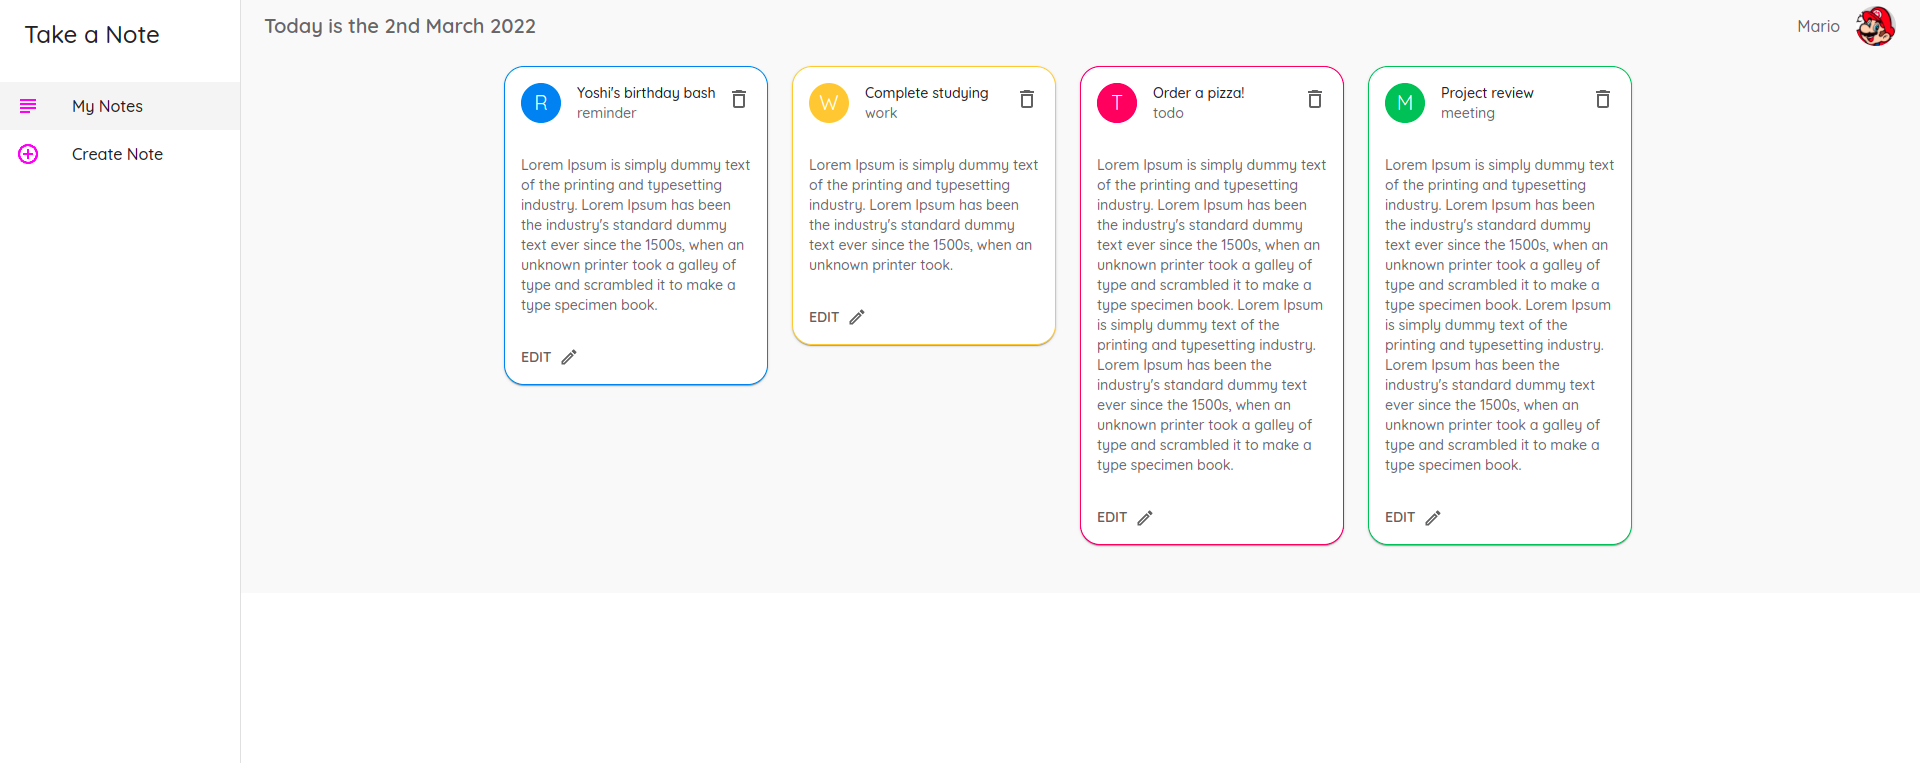 Take a Note
My Notes
Create Note
Today is the 2nd March 2022
Mario
R
Yoshi's birthday bash
reminder
Lorem Ipsum is simply dummy text
of the printing and typesetting
industry. Lorem Ipsum has been
the industry's standard dummy
text ever since the 1500s, when an
unknown printer took a galley of
type and scrambled it to make a
type specimen book.
EDIT
W
Complete studying
work
Lorem Ipsum is simply dummy text
of the printing and typesetting
industry. Lorem Ipsum has been
the industry's standard dummy
text ever since the 1500s, when an
unknown printer took.
EDIT
T
Order a pizza!
todo
Lorem Ipsum is simply dummy text
of the printing and typesetting
industry. Lorem Ipsum has been
the industry's standard dummy
text ever since the 1500s, when an
unknown printer took a galley of
type and scrambled it to make a
type specimen book. Lorem Ipsum
is simply dummy text of the
printing and typesetting industry.
Lorem Ipsum has been the
industry's standard dummy text
ever since the 1500s, when an
unknown printer took a galley of
type and scrambled it to make a
type specimen book.
EDIT
M
Project review
meeting
Lorem Ipsum is simply dummy text
of the printing and typesetting
industry. Lorem Ipsum has been
the industry's standard dummy
text ever since the 1500s, when an
unknown printer took a galley of
type and scrambled it to make a
type specimen book. Lorem Ipsum
is simply dummy text of the
printing and typesetting industry.
Lorem Ipsum has been the
industry's standard dummy text
ever since the 1500s, when an
unknown printer took a galley of
type and scrambled it to make a
type specimen book.
EDIT